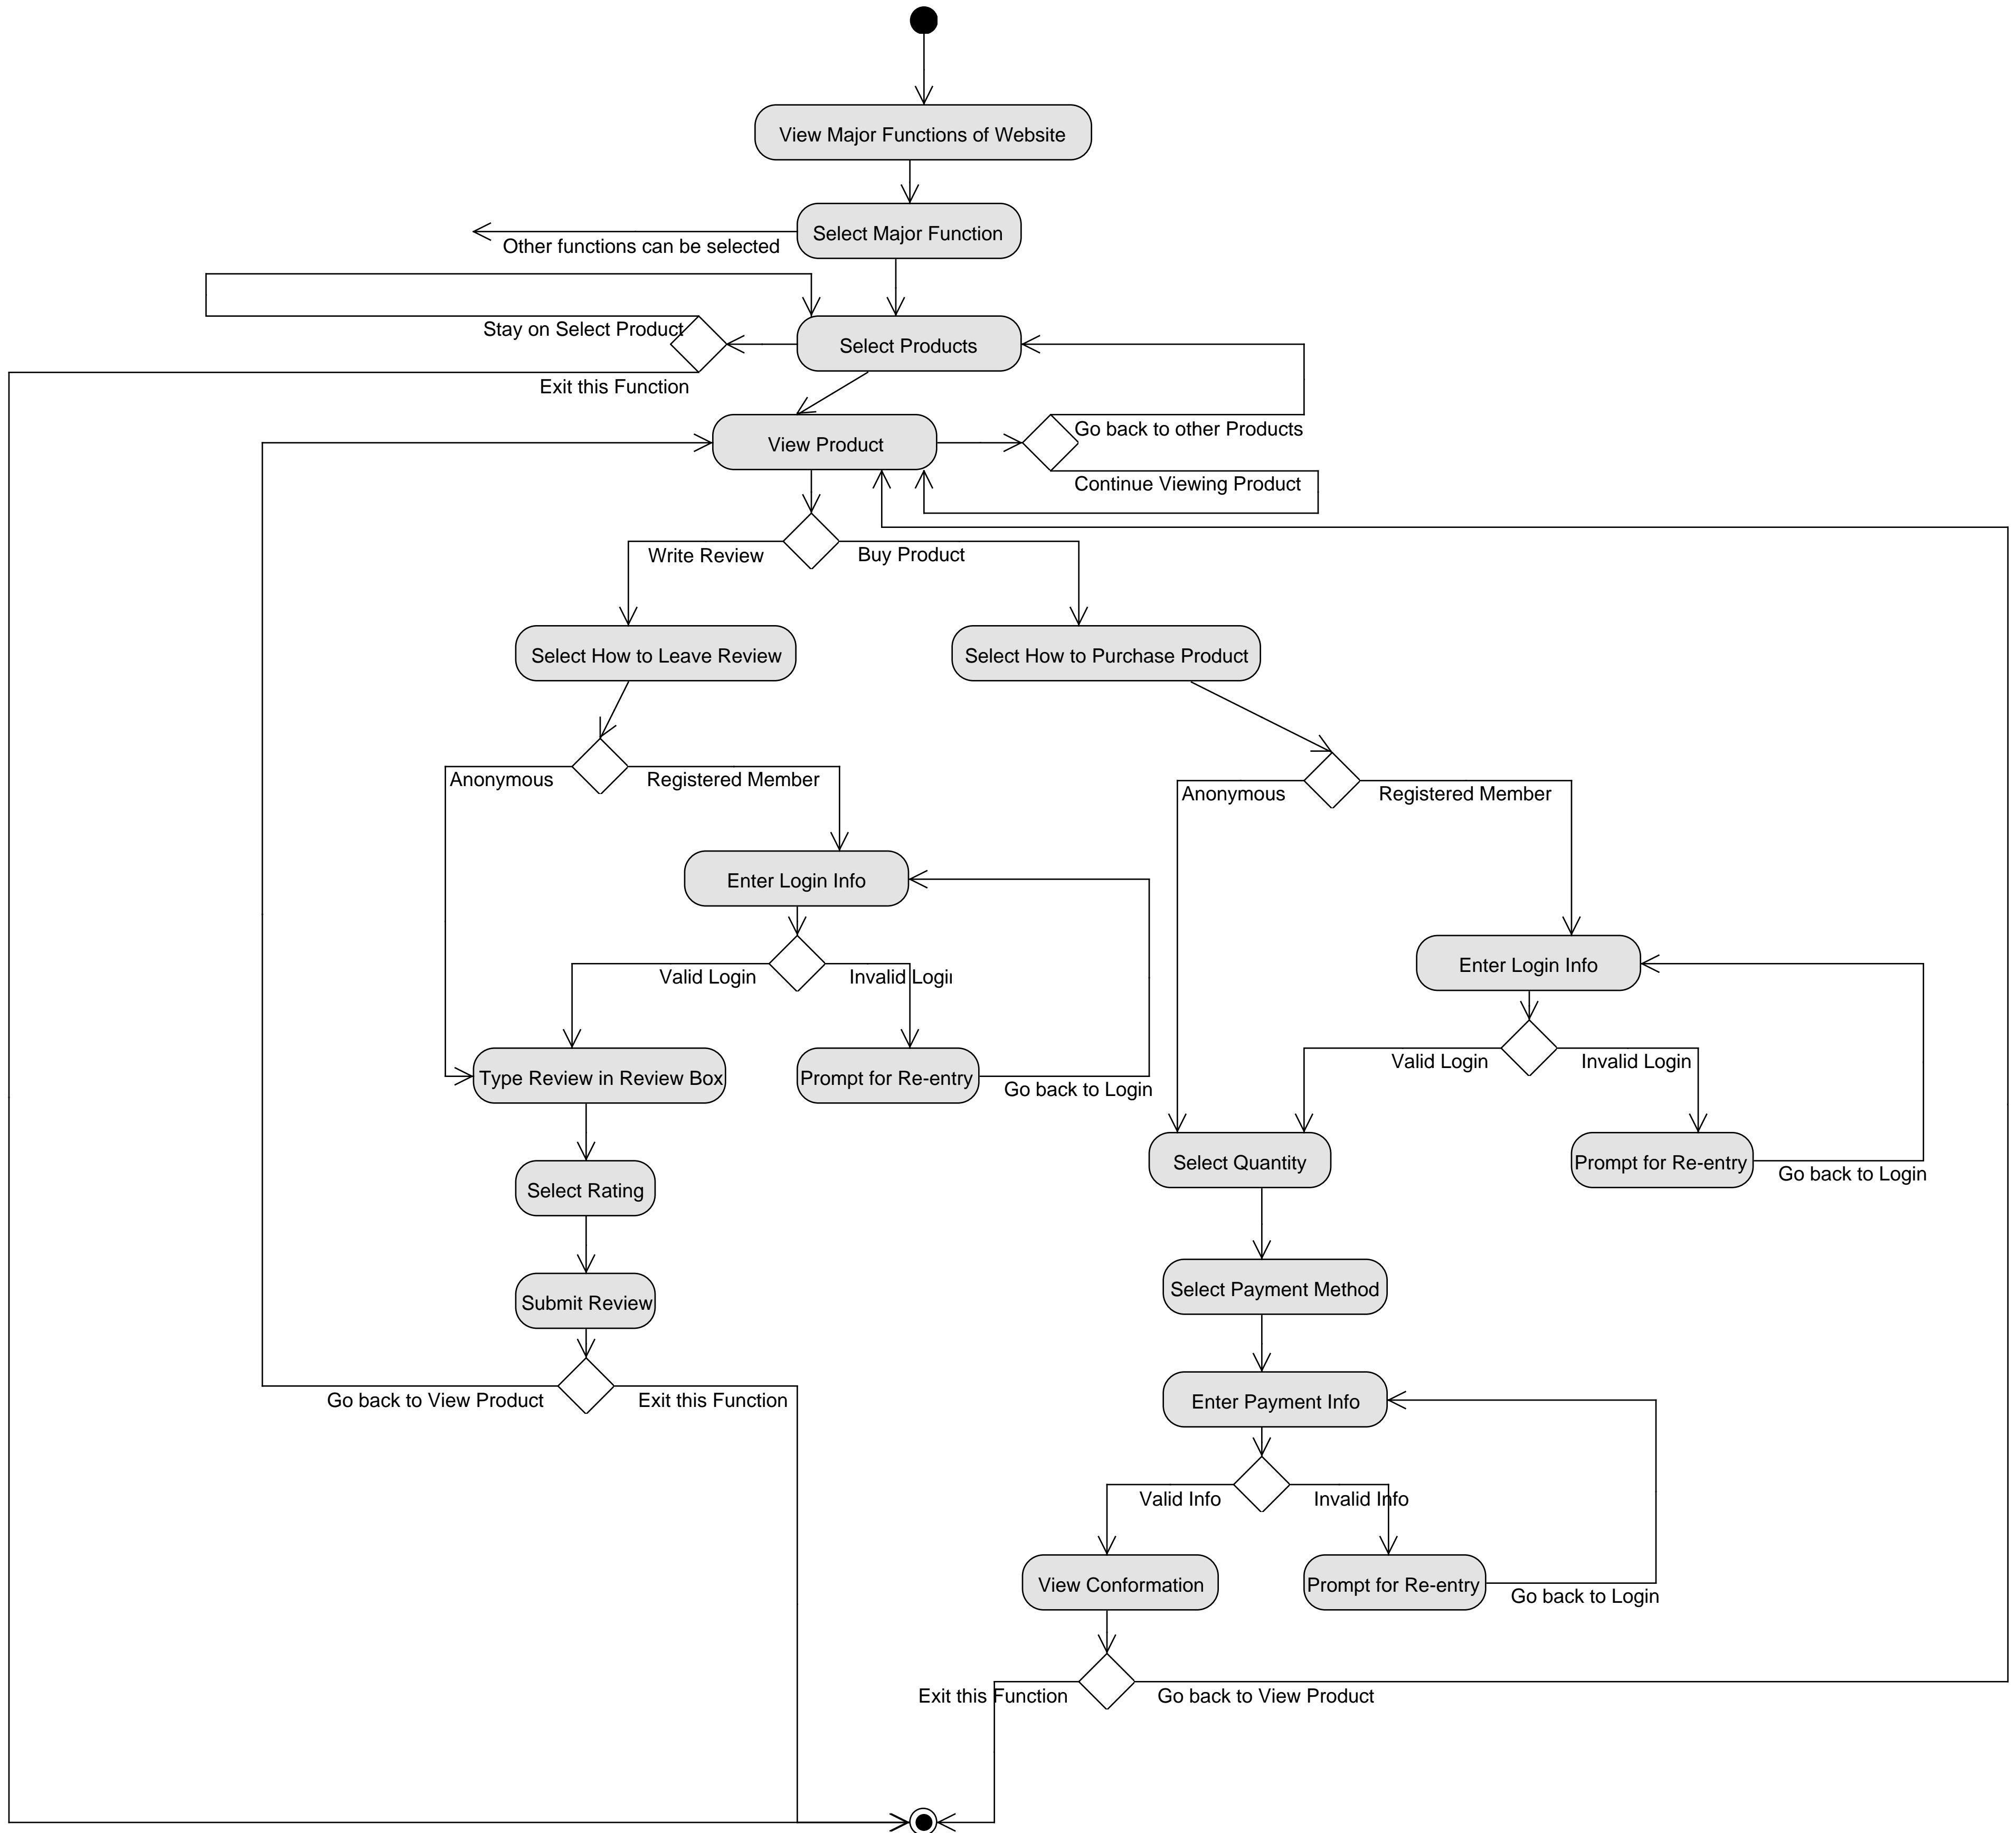 View Major Functions of Website
Select Major Function
Other functions can be selected
Stay on Select Product
Select Products
Exit this Function
View Product
Go back to other Products
Continue Viewing Product
Write Review
Buy Product
Select How to Leave Review
Select How to Purchase Product
Anonymous
Registered Member
Anonymous
Registered Member
Enter Login Info
Enter Login Info
Valid Login
Invalid Login
Valid Login
Invalid Login
Type Review in Review Box
Prompt for Re-entry
Go back to Login
Select Quantity
Prompt for Re-entry
Go back to Login
Select Rating
Select Payment Method
Submit Review
Go back to View Product
Exit this Function
Enter Payment Info
Valid Info
Invalid Info
View Conformation
Prompt for Re-entry
Go back to Login
Exit this Function
Go back to View Product